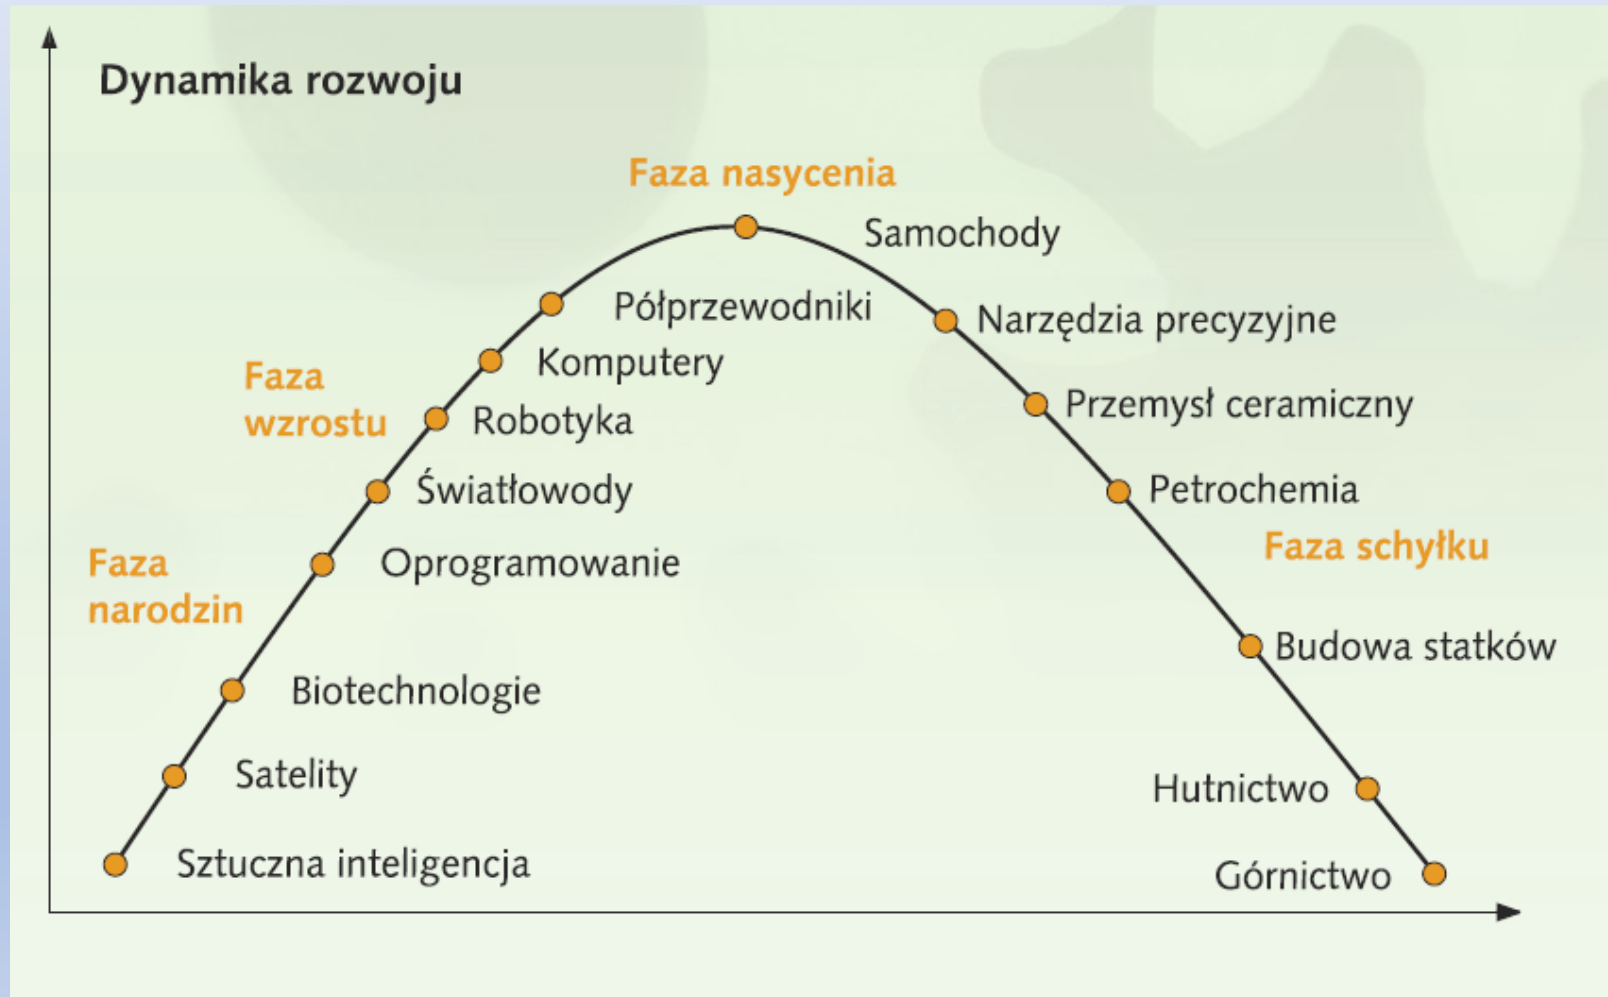 Dynamika rozwoju
Faza nasycenia
Samochody
Półprzewodniki
Narzędzia precyzyjne
Komputery
Faza
wzrostu
Przemysł ceramiczny
Robotyka
Światłowody
Petrochemia
Faza schyłku
Faza
narodzin
Oprogramowanie
Budowa statków
Biotechnologie
Satelity
Hutnictwo
Sztuczna inteligencja
Górnictwo